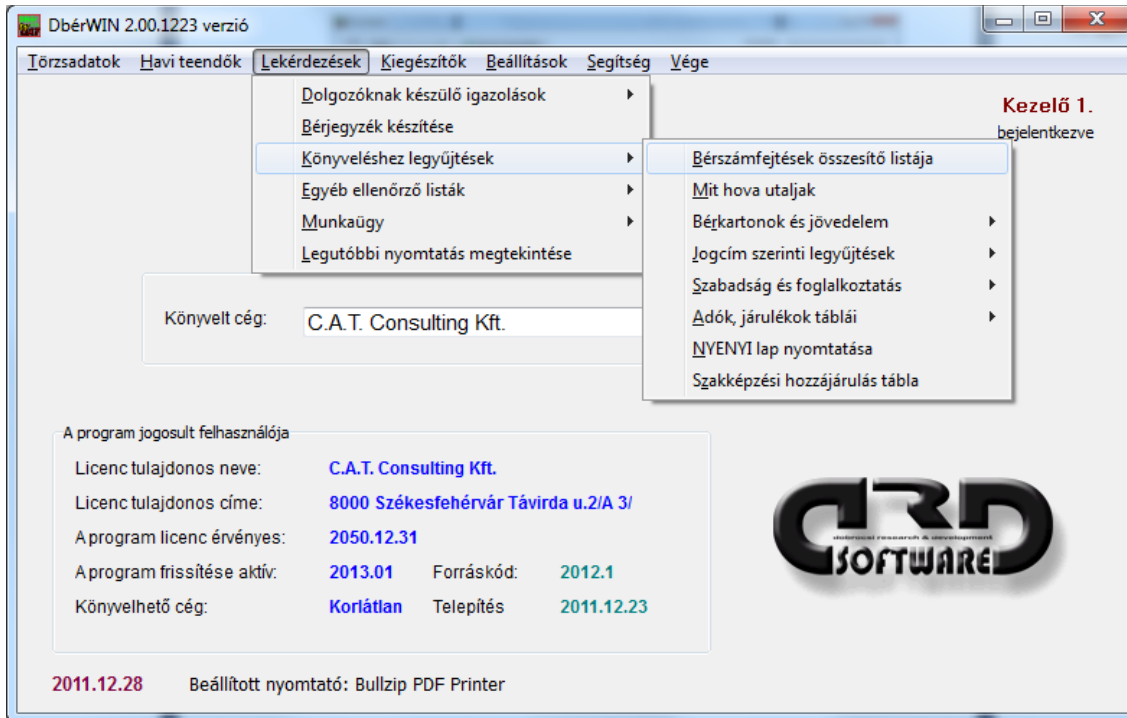 DbérWIN 2.00.1223 verzió
Törzsadatok Havi teendők Lekérdezések Kiegészítők Beállítások Segítség Vége
Dolgozóknak készülő igazolások
Bérjegyzék készítése
Könyveléshez legyűjtések
Egyéb ellenőrző listák
Munkaügy
Legutóbbi nyomtatás megtekintése
Kezelő 1.
bejelentkezve
Bérszámfejtések összesítő listája
Mit hova utaljak
Bérkartonok és jövedelem
Jogcím szerinti legyűjtések
Szabadság és foglalkoztatás
Adók, járulékok táblái
NYENYI lap nyomtatása
Szakképzési hozzájárulás tábla
Könyvelt cég: C.A.T. Consulting Kft.
A program jogosult felhasználója
Licenc tulajdonos neve: C.A.T. Consulting Kft.
Licenc tulajdonos címe: 8000 Székesfehérvár Távirda u.2/A 3/
A program licenc érvényes: 2050.12.31
A program frissítése aktív: 2013.01 Forráskód: 2012.1
Könyvelhető cég: Korlátlan Telepítés 2011.12.23
DRD
dobrocsi research & development
SOFTWARE
2011.12.28 Beállított nyomtató: Bullzip PDF Printer